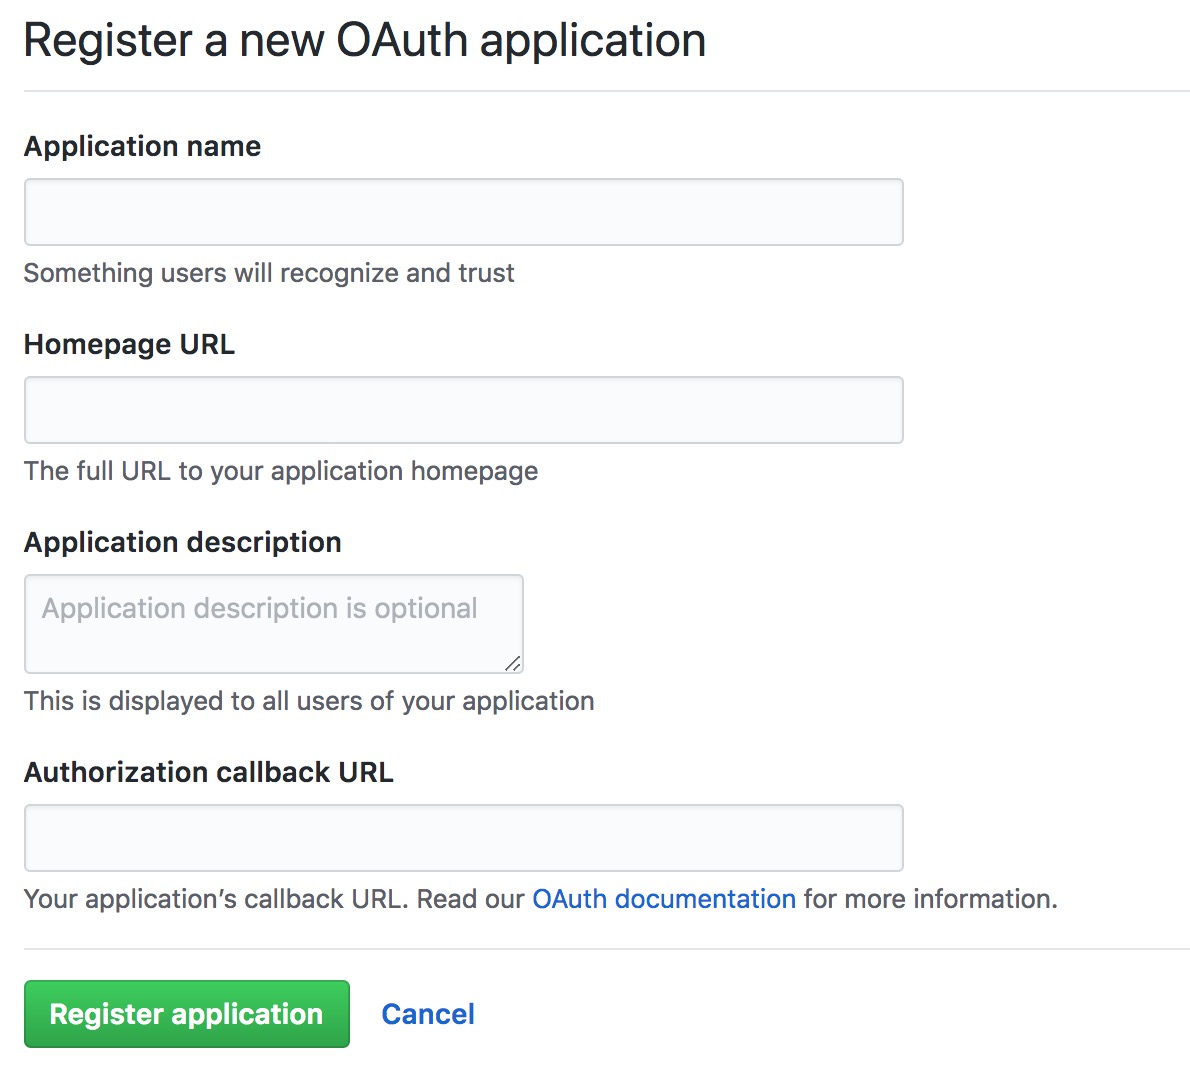 Register a new OAuth application
Application name
Something users will recognize and trust
Homepage URL
The full URL to your application homepage
Application description
Application description is optional
This is displayed to all users of your application
Authorization callback URL
Your application’s callback URL. Read our OAuth documentation for more information.
Register application Cancel